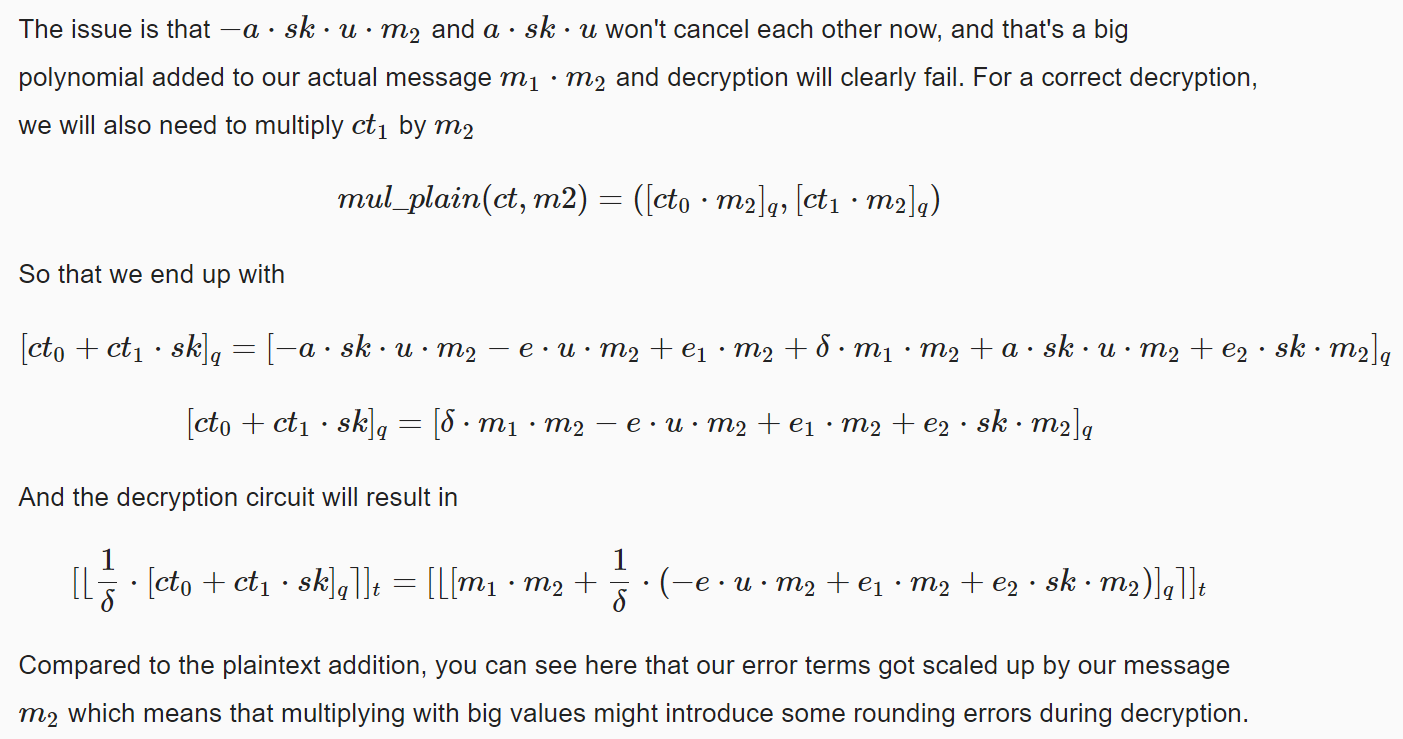 The issue is that −a · sk · u · m₂ and a · sk · u won't cancel each other now, and that's a big
polynomial added to our actual message m₁ · m₂ and decryption will clearly fail. For a correct decryption,
we will also need to multiply ct₁ by m₂
mul_plain(ct, m2) = ([ct₀ · m₂]_q, [ct₁ · m₂]_q)
So that we end up with
[ct₀ + ct₁ · sk]_q = [−a · sk · u · m₂ − e · u · m₂ + e₁ · m₂ + δ · m₁ · m₂ + a · sk · u · m₂ + e₂ · sk · m₂]_q
[ct₀ + ct₁ · sk]_q = [δ · m₁ · m₂ − e · u · m₂ + e₁ · m₂ + e₂ · sk · m₂]_q
And the decryption circuit will result in
[⌊1/δ · [ct₀ + ct₁ · sk]_q⌉]_t = [⌊[m₁ · m₂ + 1/δ · (−e · u · m₂ + e₁ · m₂ + e₂ · sk · m₂)]_q⌉]_t
Compared to the plaintext addition, you can see here that our error terms got scaled up by our message
m₂ which means that multiplying with big values might introduce some rounding errors during decryption.